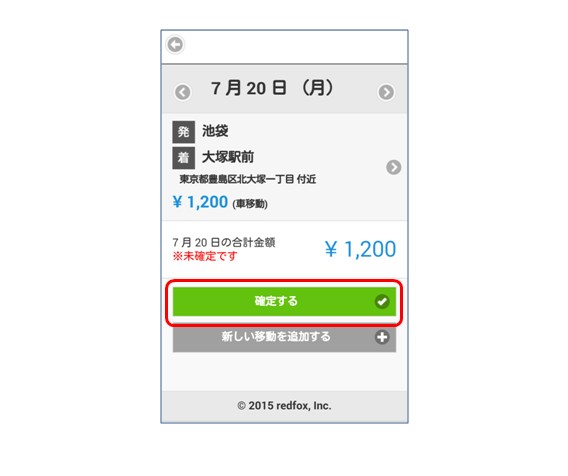 7 月 20 日 （月）
発 池袋
着 大塚駅前
東京都豊島区北大塚一丁目 付近
¥ 1,200 (車移動)
7 月 20 日の合計金額
※未確定です
¥ 1,200
確定する
新しい移動を追加する
© 2015 redfox, Inc.